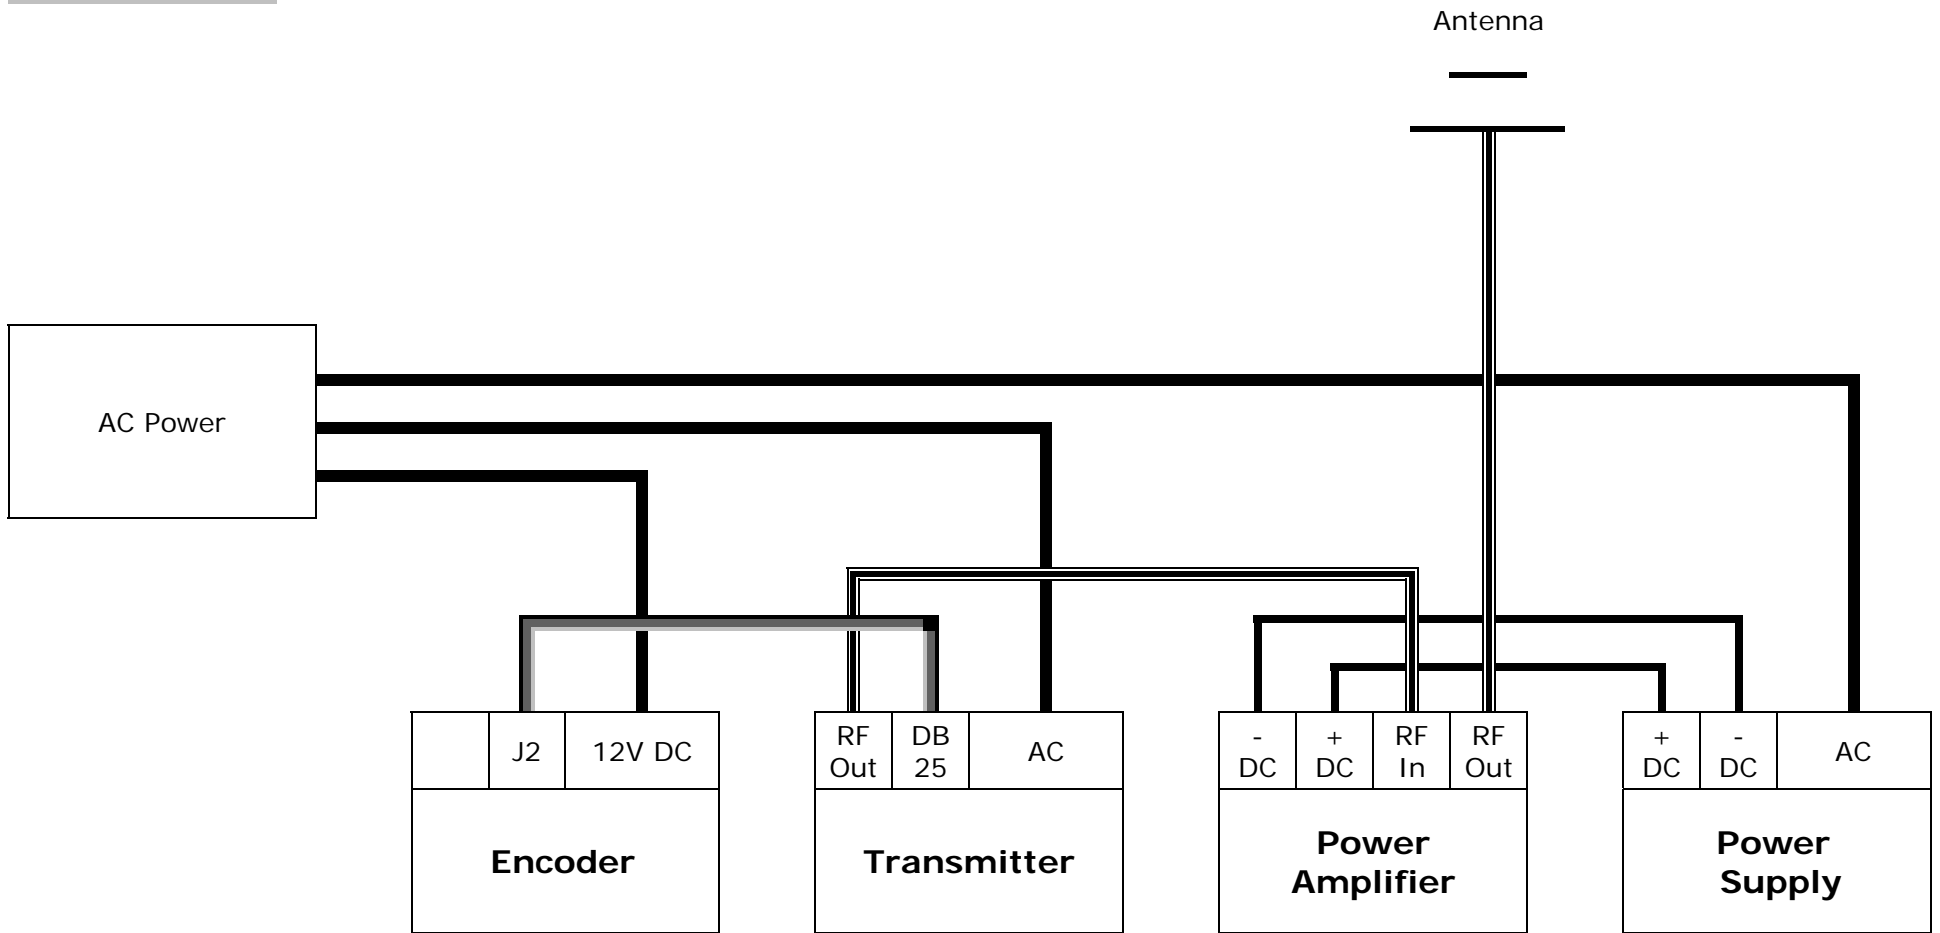 Antenna
AC Power
J2
12V DC
RF
Out
DB
25
AC
-
DC
+
DC
RF
In
RF
Out
+
DC
-
DC
AC
Encoder
Transmitter
Power
Amplifier
Power
Supply